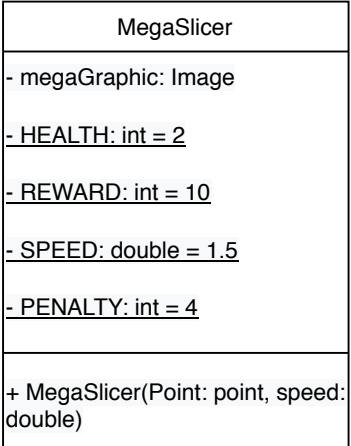 MegaSlicer
- megaGraphic: Image
- HEALTH: int = 2
- REWARD: int = 10
- SPEED: double = 1.5
- PENALTY: int = 4
+ MegaSlicer(Point: point, speed:
double)